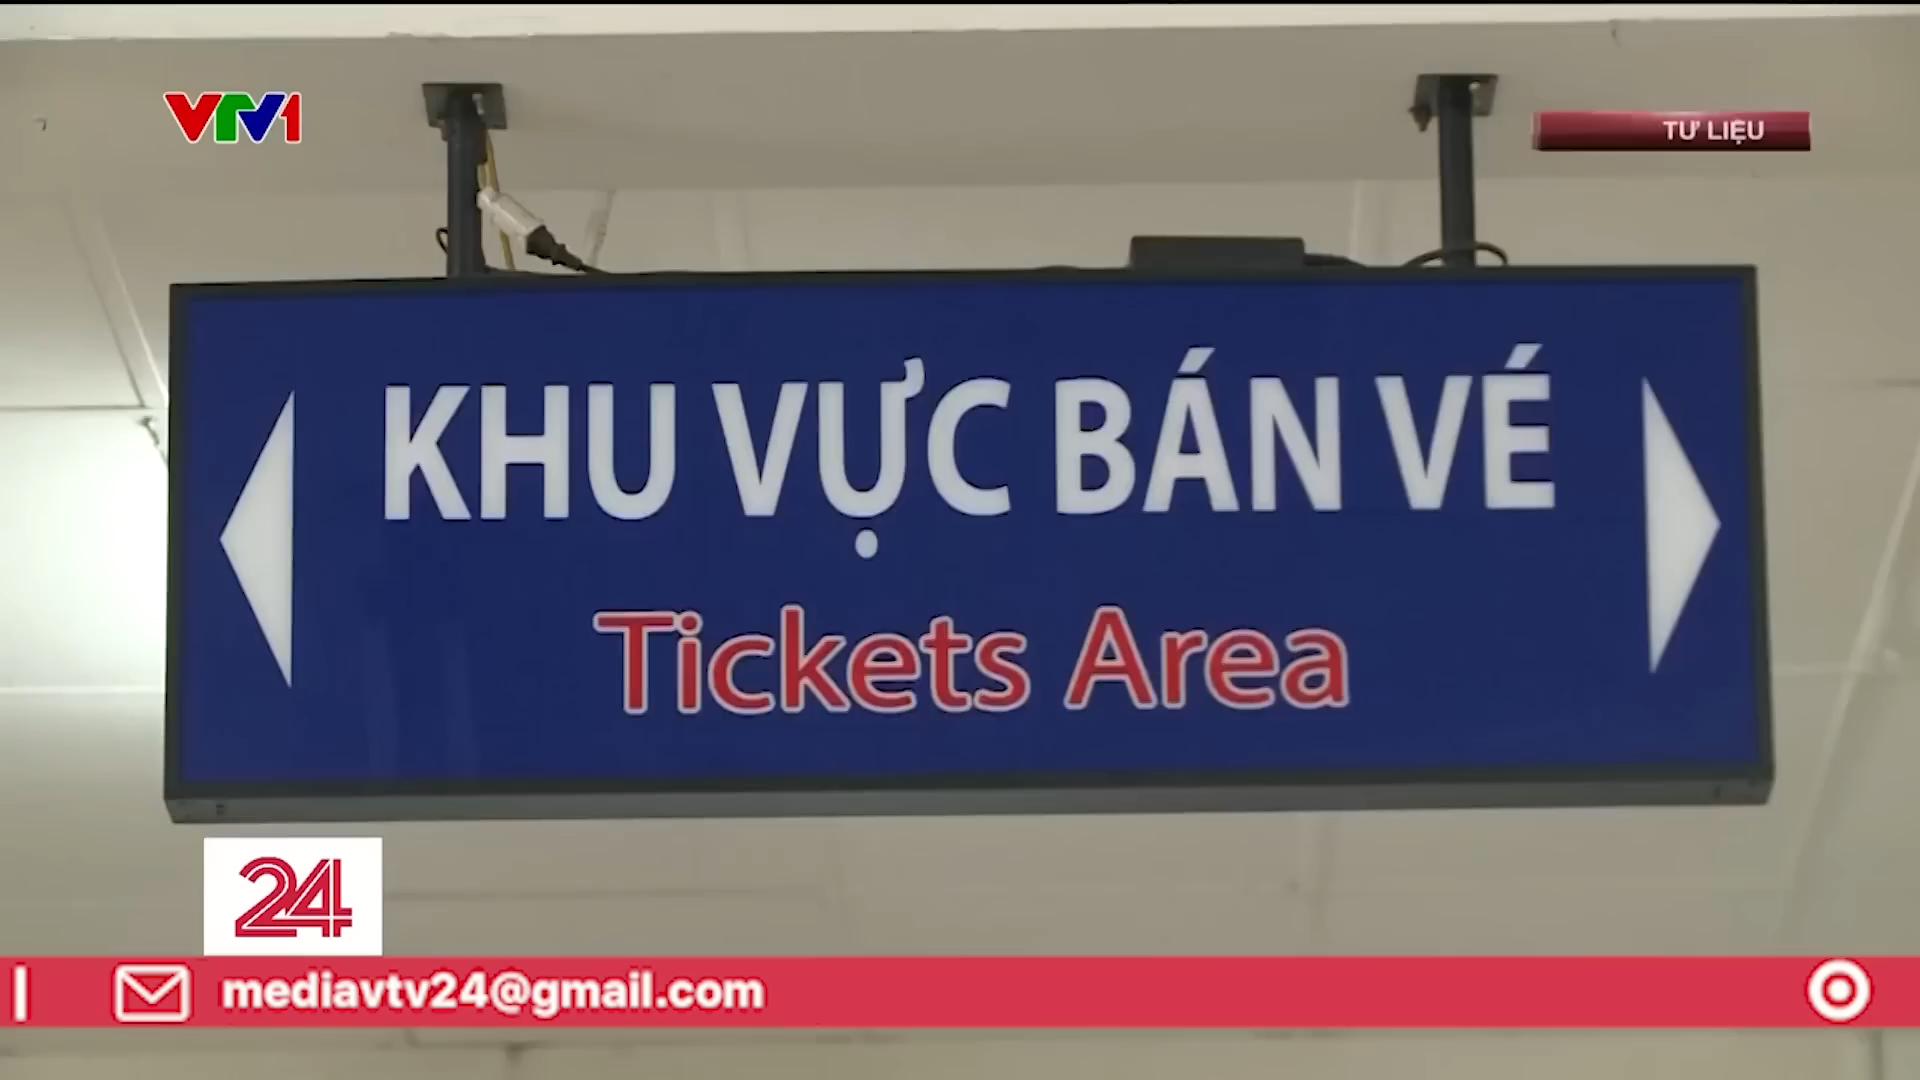 VTV1
TƯ LIỆU
KHU VỰC BÁN VÉ
Tickets Area
24
mediavtv24@gmail.com